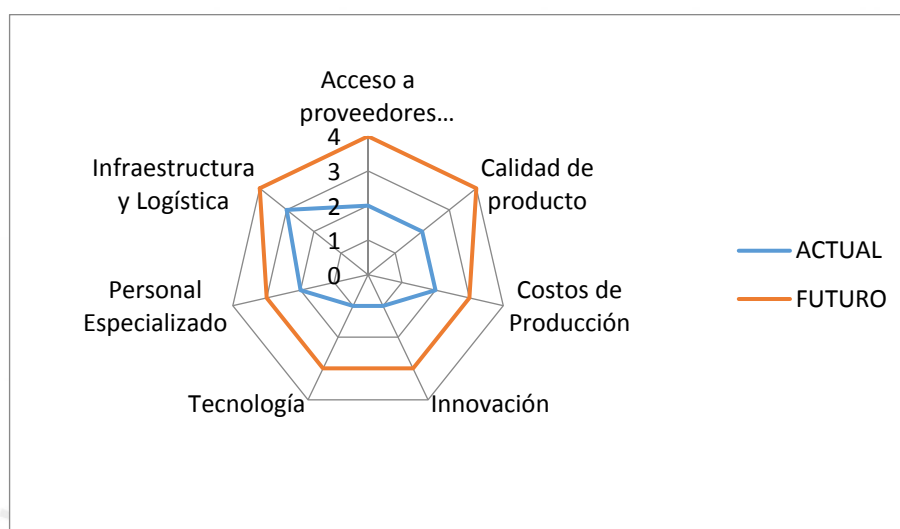 Acceso a
proveedores...
4
3
2
1
0
Calidad de
producto
Costos de
Producción
Innovación
Tecnología
Personal
Especializado
Infraestructura
y Logística
ACTUAL
FUTURO